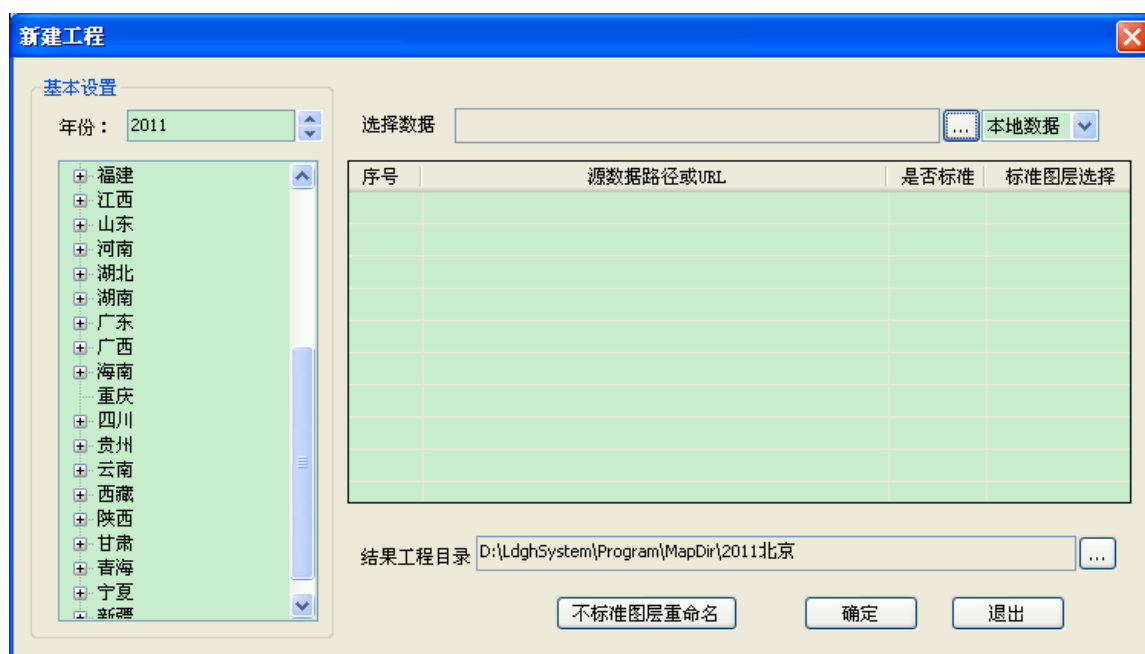 新建工程
基本设置
年份： 2011
选择数据 ... 本地数据
福建
江西
山东
河南
湖北
湖南
广东
广西
海南
重庆
四川
贵州
云南
西藏
陕西
甘肃
青海
宁夏
新疆
序号 源数据路径或URL 是否标准 标准图层选择
结果工程目录 D:\LdghSystem\Program\MapDir\2011北京 ...
不标准图层重命名 确定 退出